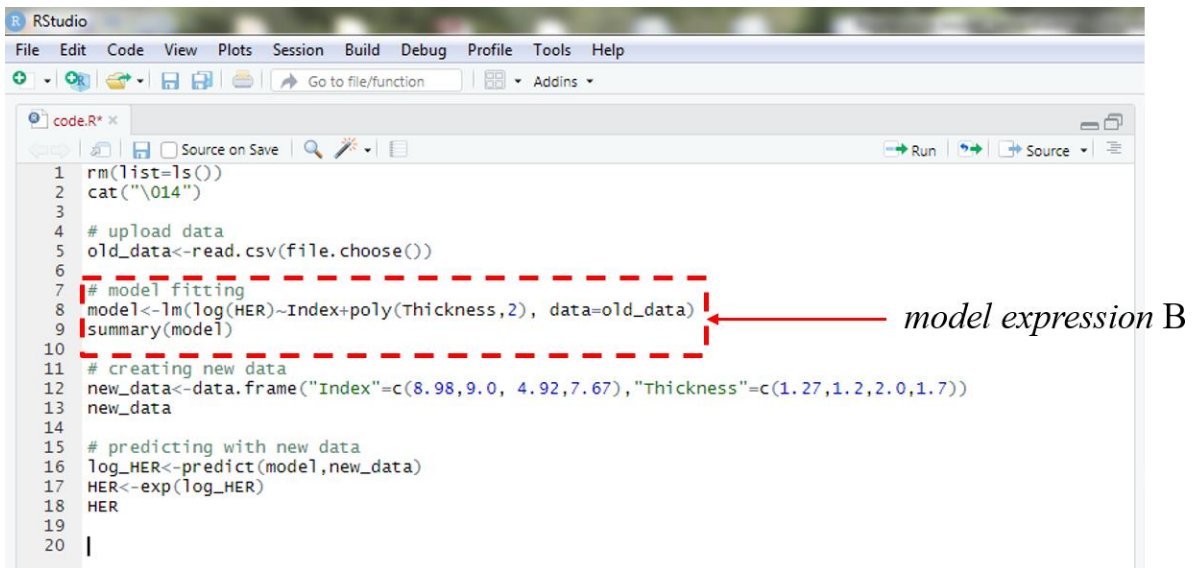 RStudio
File Edit Code View Plots Session Build Debug Profile Tools Help
Go to file/function Addins
code.R*
Source on Save Run Source
1 rm(list=ls())
2 cat("\014")
3
4 # upload data
5 old_data<-read.csv(file.choose())
6
7 # model fitting
8 model<-lm(log(HER)~Index+poly(Thickness,2), data=old_data)
9 summary(model)
model expression B
10
11 # creating new data
12 new_data<-data.frame("Index"=c(8.98,9.0, 4.92,7.67),"Thickness"=c(1.27,1.2,2.0,1.7))
13 new_data
14
15 # predicting with new data
16 log_HER<-predict(model,new_data)
17 HER<-exp(log_HER)
18 HER
19
20